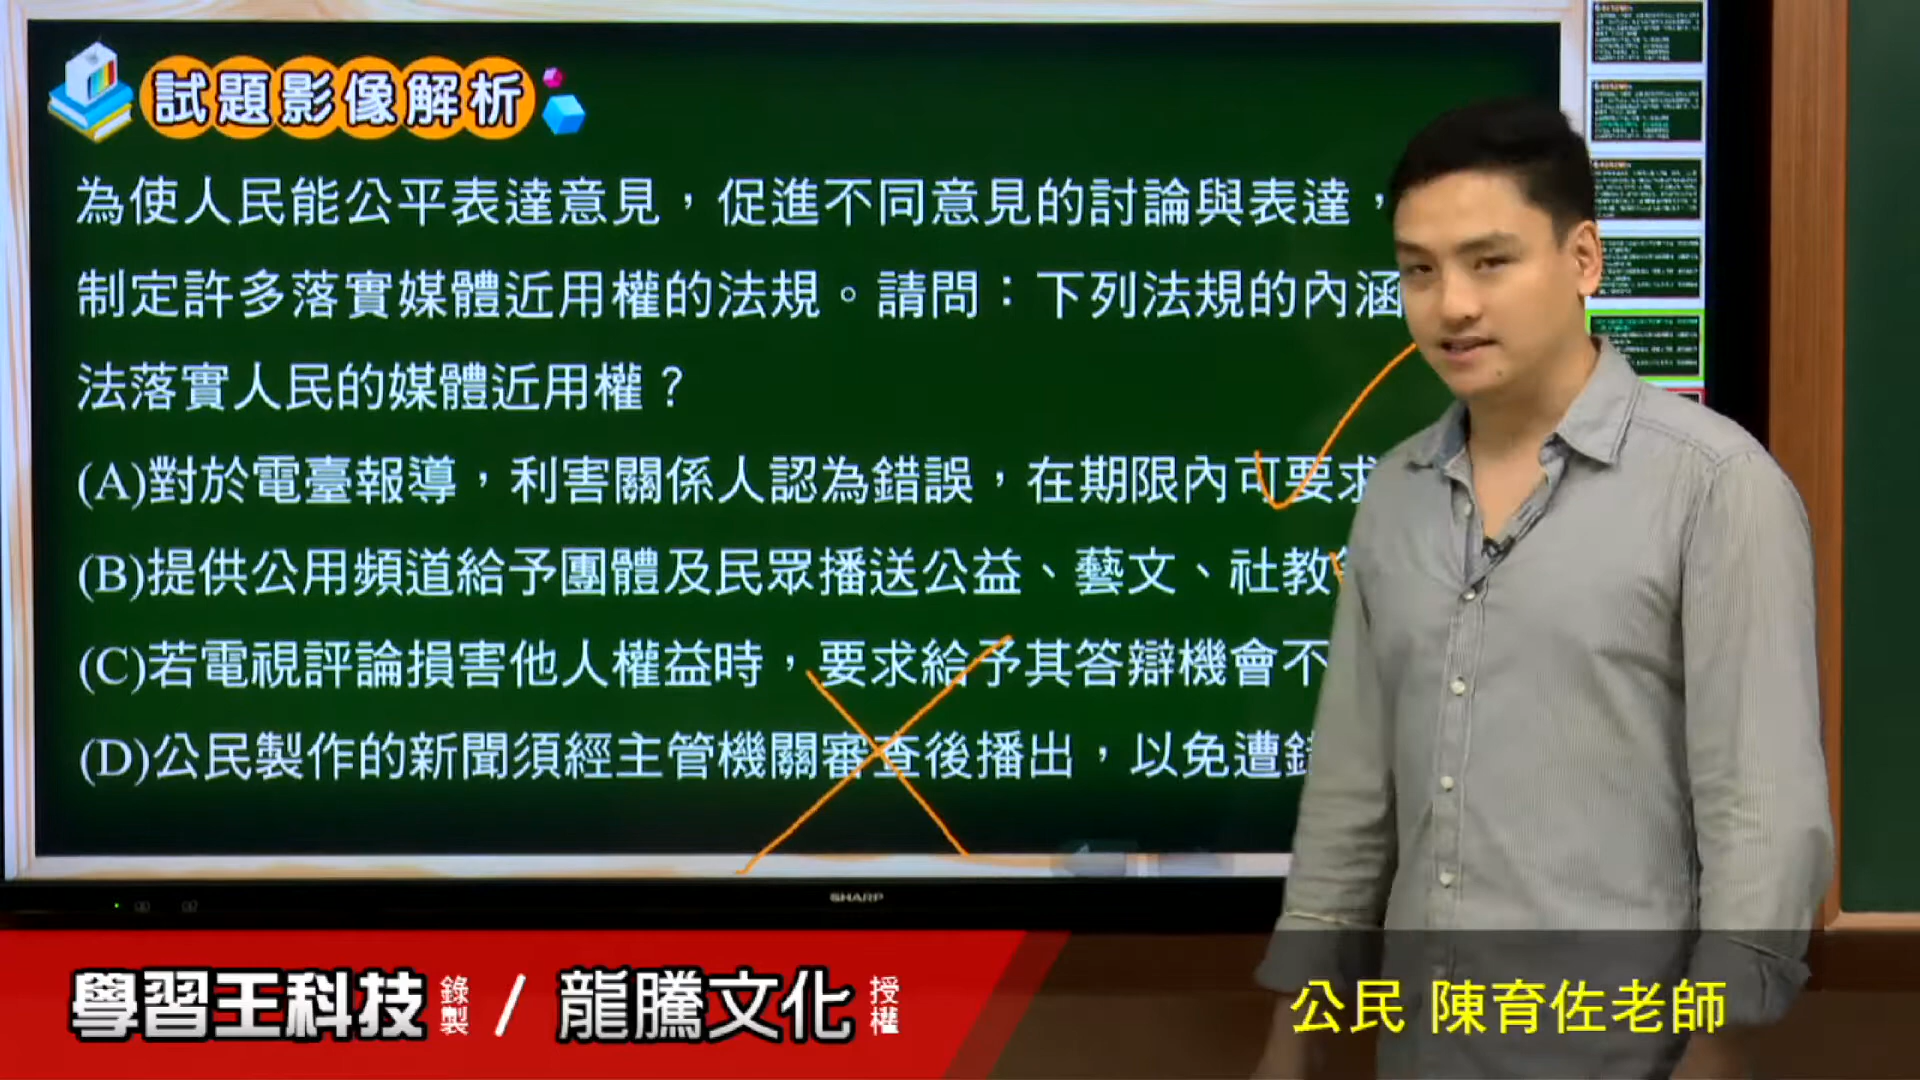 試題影像解析
為使人民能公平表達意見，促進不同意見的討論與表達，
制定許多落實媒體近用權的法規。請問：下列法規的內涵
法落實人民的媒體近用權？
(A)對於電臺報導，利害關係人認為錯誤，在期限內可要求
(B)提供公用頻道給予團體及民眾播送公益、藝文、社教
(C)若電視評論損害他人權益時，要求給予其答辯機會不
(D)公民製作的新聞須經主管機關審查後播出，以免遭
SHARP
學習王科技錄製 / 龍騰文化授權
公民 陳育佐老師